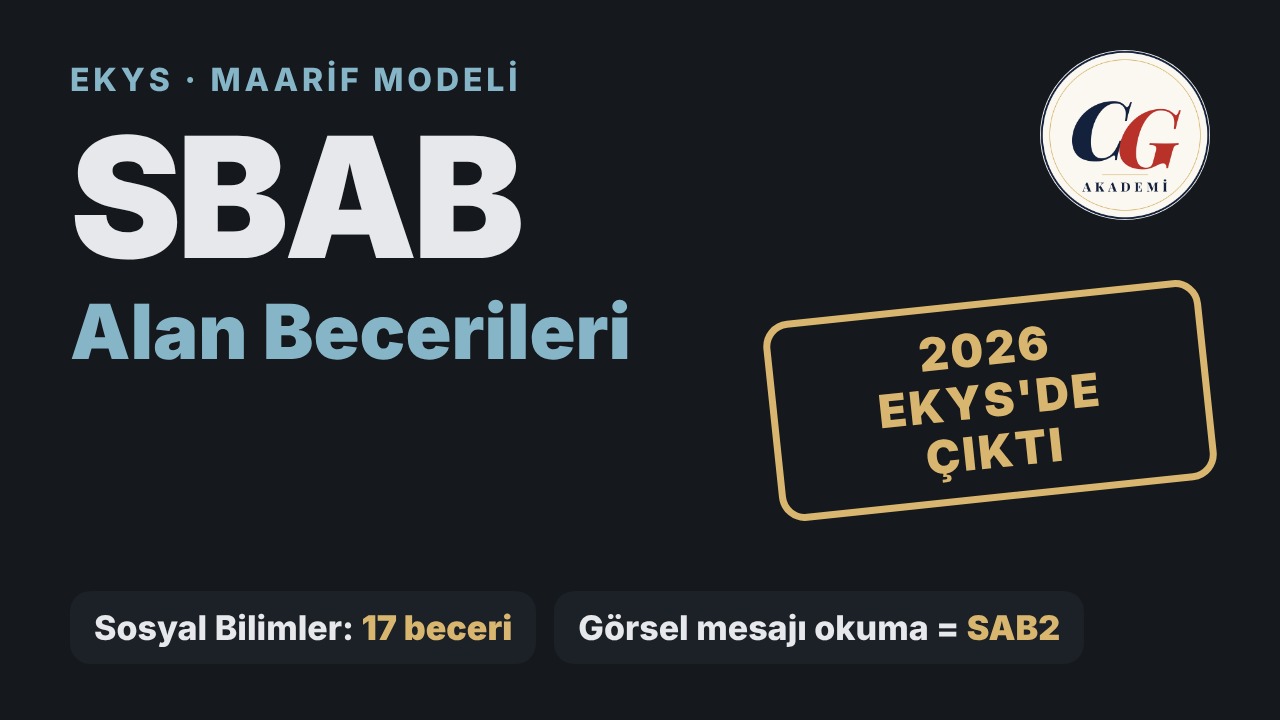 EKYS · MAARİF MODELİ
SBAB
Alan Becerileri
CG
AKADEMİ
2026
EKYS'DE
ÇIKTI
Sosyal Bilimler: 17 beceri
Görsel mesajı okuma = SAB2